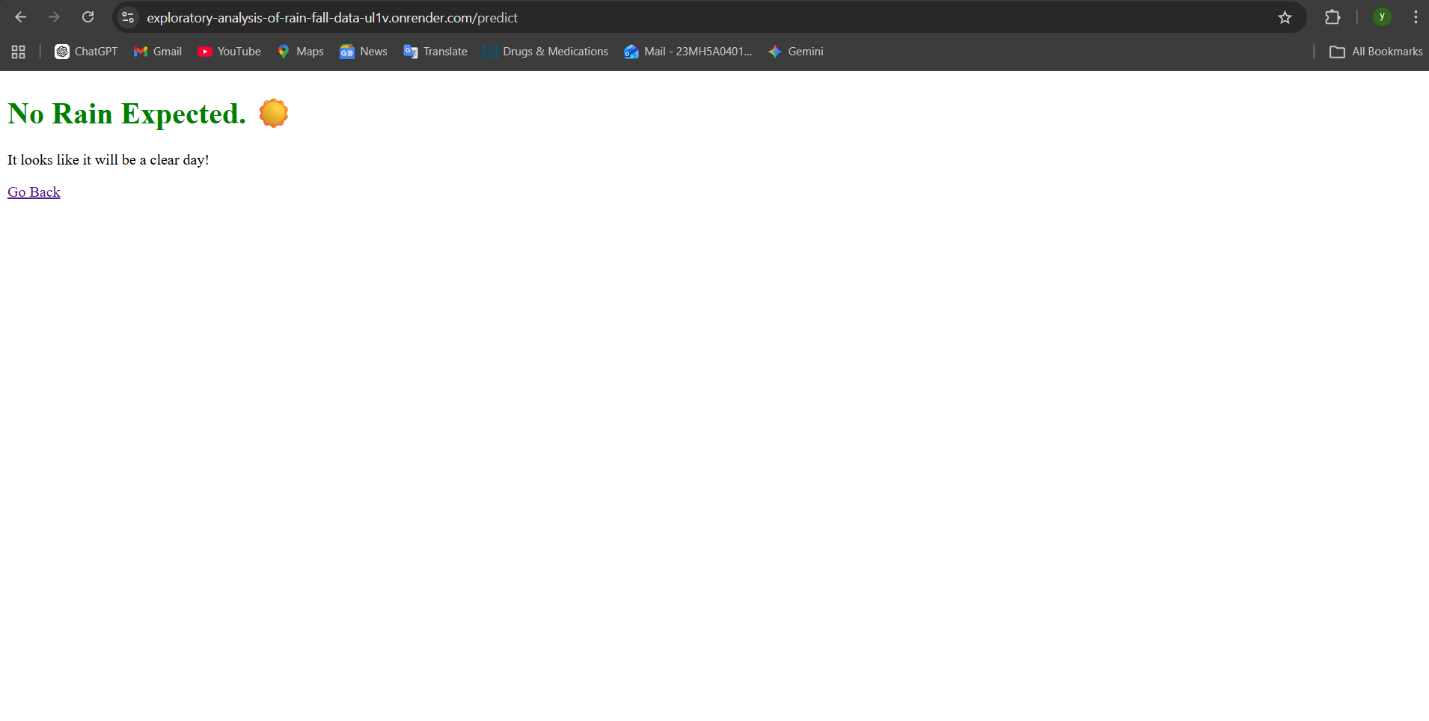 exploratory-analysis-of-rain-fall-data-ul1v.onrender.com/predict
y
ChatGPT Gmail YouTube Maps News Translate Drugs & Medications Mail - 23MH5A0401... Gemini All Bookmarks
No Rain Expected.
It looks like it will be a clear day!
Go Back